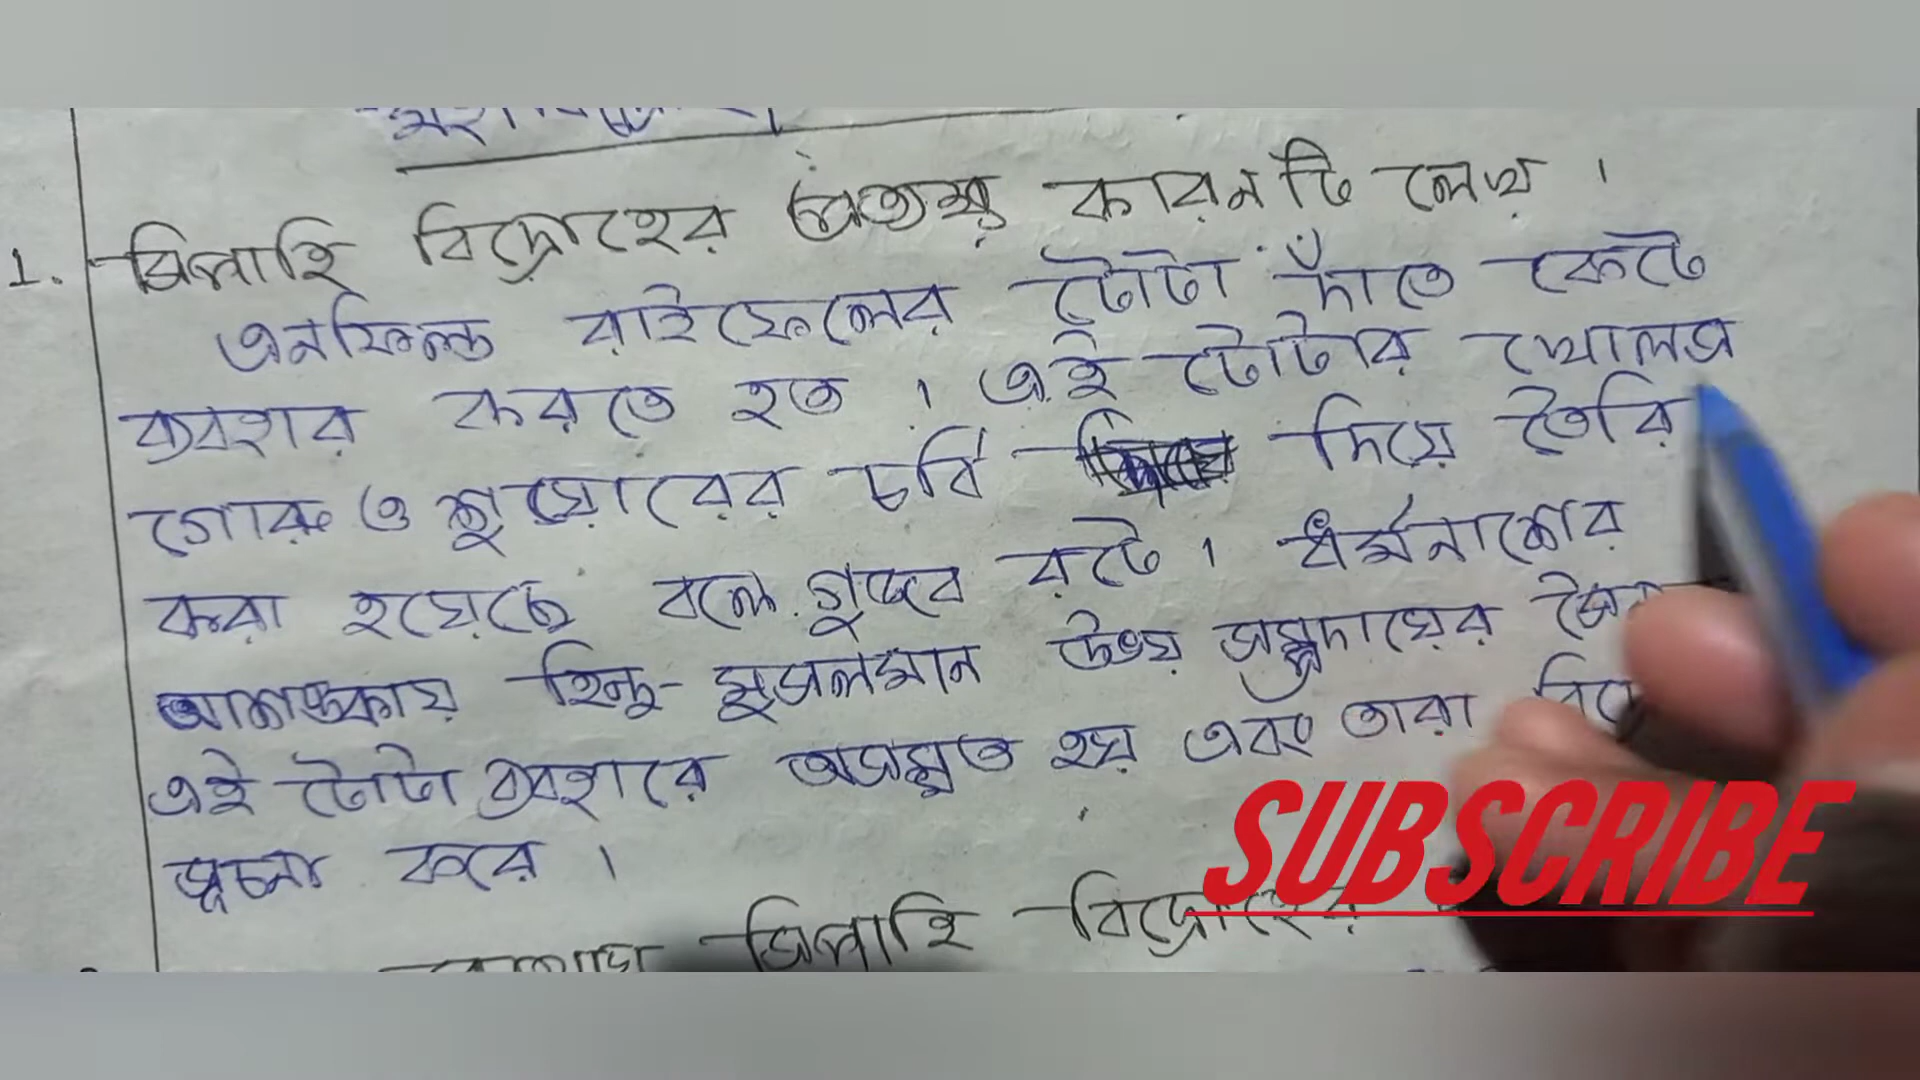 1. সিপাহি বিদ্রোহের প্রত্যক্ষ কারনটি লেখ ।
এনফিল্ড রাইফেলের টোটা দাঁতে কেটে
ব্যবহার করতে হত । এই টোটার খোলস
গোরু ও শুয়োরের চর্বি দিয়ে তৈরি
করা হয়েছে বলে গুজব রটে । ধর্মনাশের
আশঙ্কায় হিন্দু-মুসলমান উভয় সম্প্রদায়ের
এই টোটা ব্যবহারে অসম্মত হয় এবং তারা
সূচনা করে ।
সিপাহি বিদ্রোহের
SUBSCRIBE